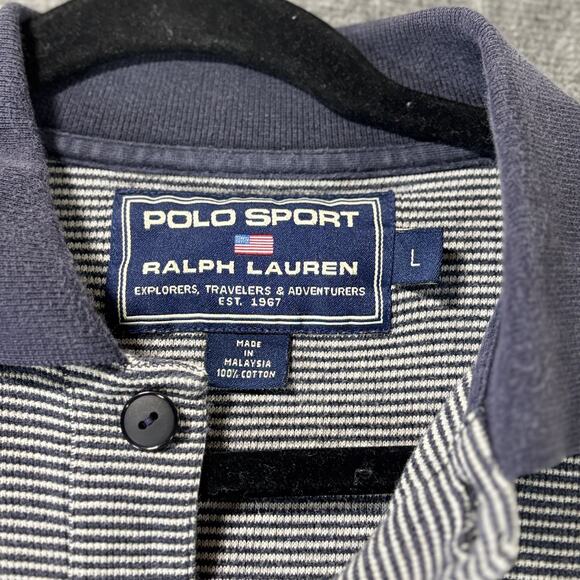 POLO SPORT
RALPH LAUREN
EXPLORERS, TRAVELERS & ADVENTURERS
EST. 1967
L
MADE
IN
MALAYSIA
100% COTTON